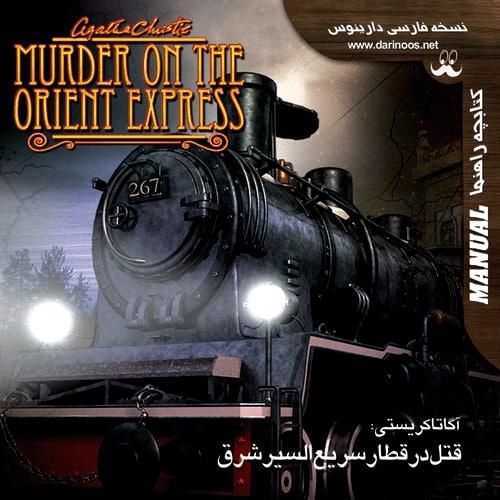 نسخه فارسی دارینوس
www.darinoos.net
Agatha Christie
MURDER ON THE
ORIENT EXPRESS
کتابچه راهنما MANUAL
267
آگاتا کریستی:
قتل در قطار سریع السیر شرق